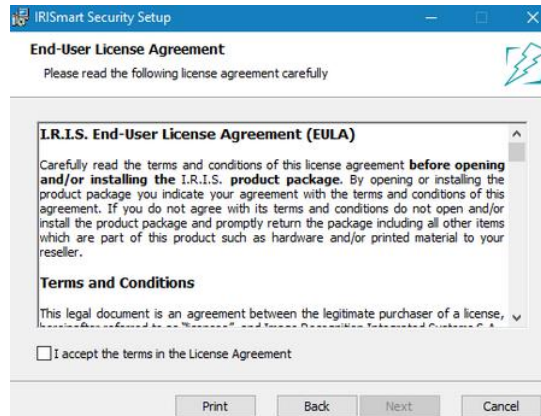 IRISmart Security Setup
End-User License Agreement
Please read the following license agreement carefully
I.R.I.S. End-User License Agreement (EULA)
Carefully read the terms and conditions of this license agreement before opening
and/or installing the I.R.I.S. product package. By opening or installing the
product package you indicate your agreement with the terms and conditions of this
agreement. If you do not agree with its terms and conditions do not open and/or
install the product package and promptly return the package including all other items
which are part of this product such as hardware and/or printed material to your
reseller.
Terms and Conditions
This legal document is an agreement between the legitimate purchaser of a license,
I accept the terms in the License Agreement
Print Back Next Cancel